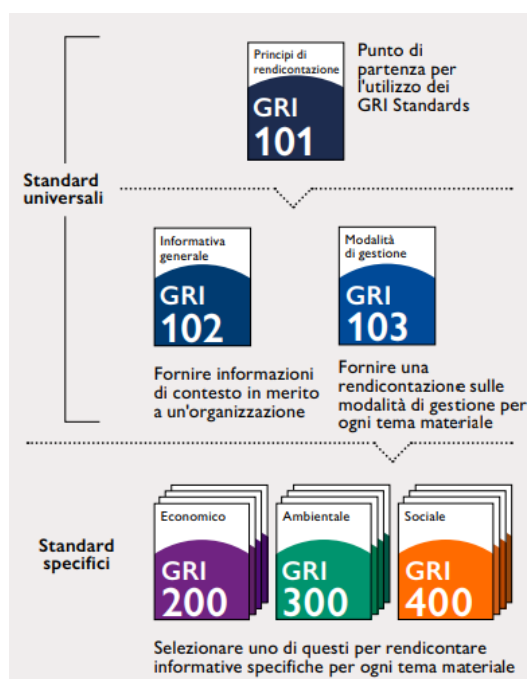 Principi di
rendicontazione
GRI
101
Punto di
partenza per
l'utilizzo dei
GRI Standards
Standard
universali
Informativa
generale
GRI
102
Modalità
di gestione
GRI
103
Fornire informazioni
di contesto in merito
a un'organizzazione
Fornire una
rendicontazione sulle
modalità di gestione per
ogni tema materiale
Standard
specifici
Economico
GRI
200
Ambientale
GRI
300
Sociale
GRI
400
Selezionare uno di questi per rendicontare
informative specifiche per ogni tema materiale